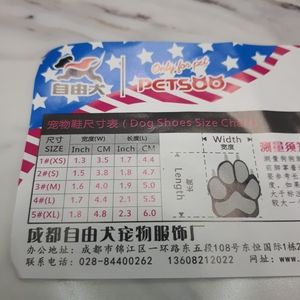 Only for pet
自由犬 PETSOO
宠物鞋尺寸表 ( Dog Shoes Size Chart
尺寸 宽度(W) 长度(L)
Inch CM Inch CM
1#(XS) 1.3 3.5 1.7 4.4
2#(S) 1.5 3.8 1.7 4.5
3#(M) 1.6 4.0 1.9 4.8
4#(L) 1.8 4.5 2.1 5.3
5#(XL) 1.8 4.8 2.3 6.0
Width
宽度
长度
Length
测量须
成都自由犬宠物服饰厂
办公地址: 成都市锦江区一环路东五段108号东恒国际1栋2
联系电话: 028-84400262 13608212022
www.